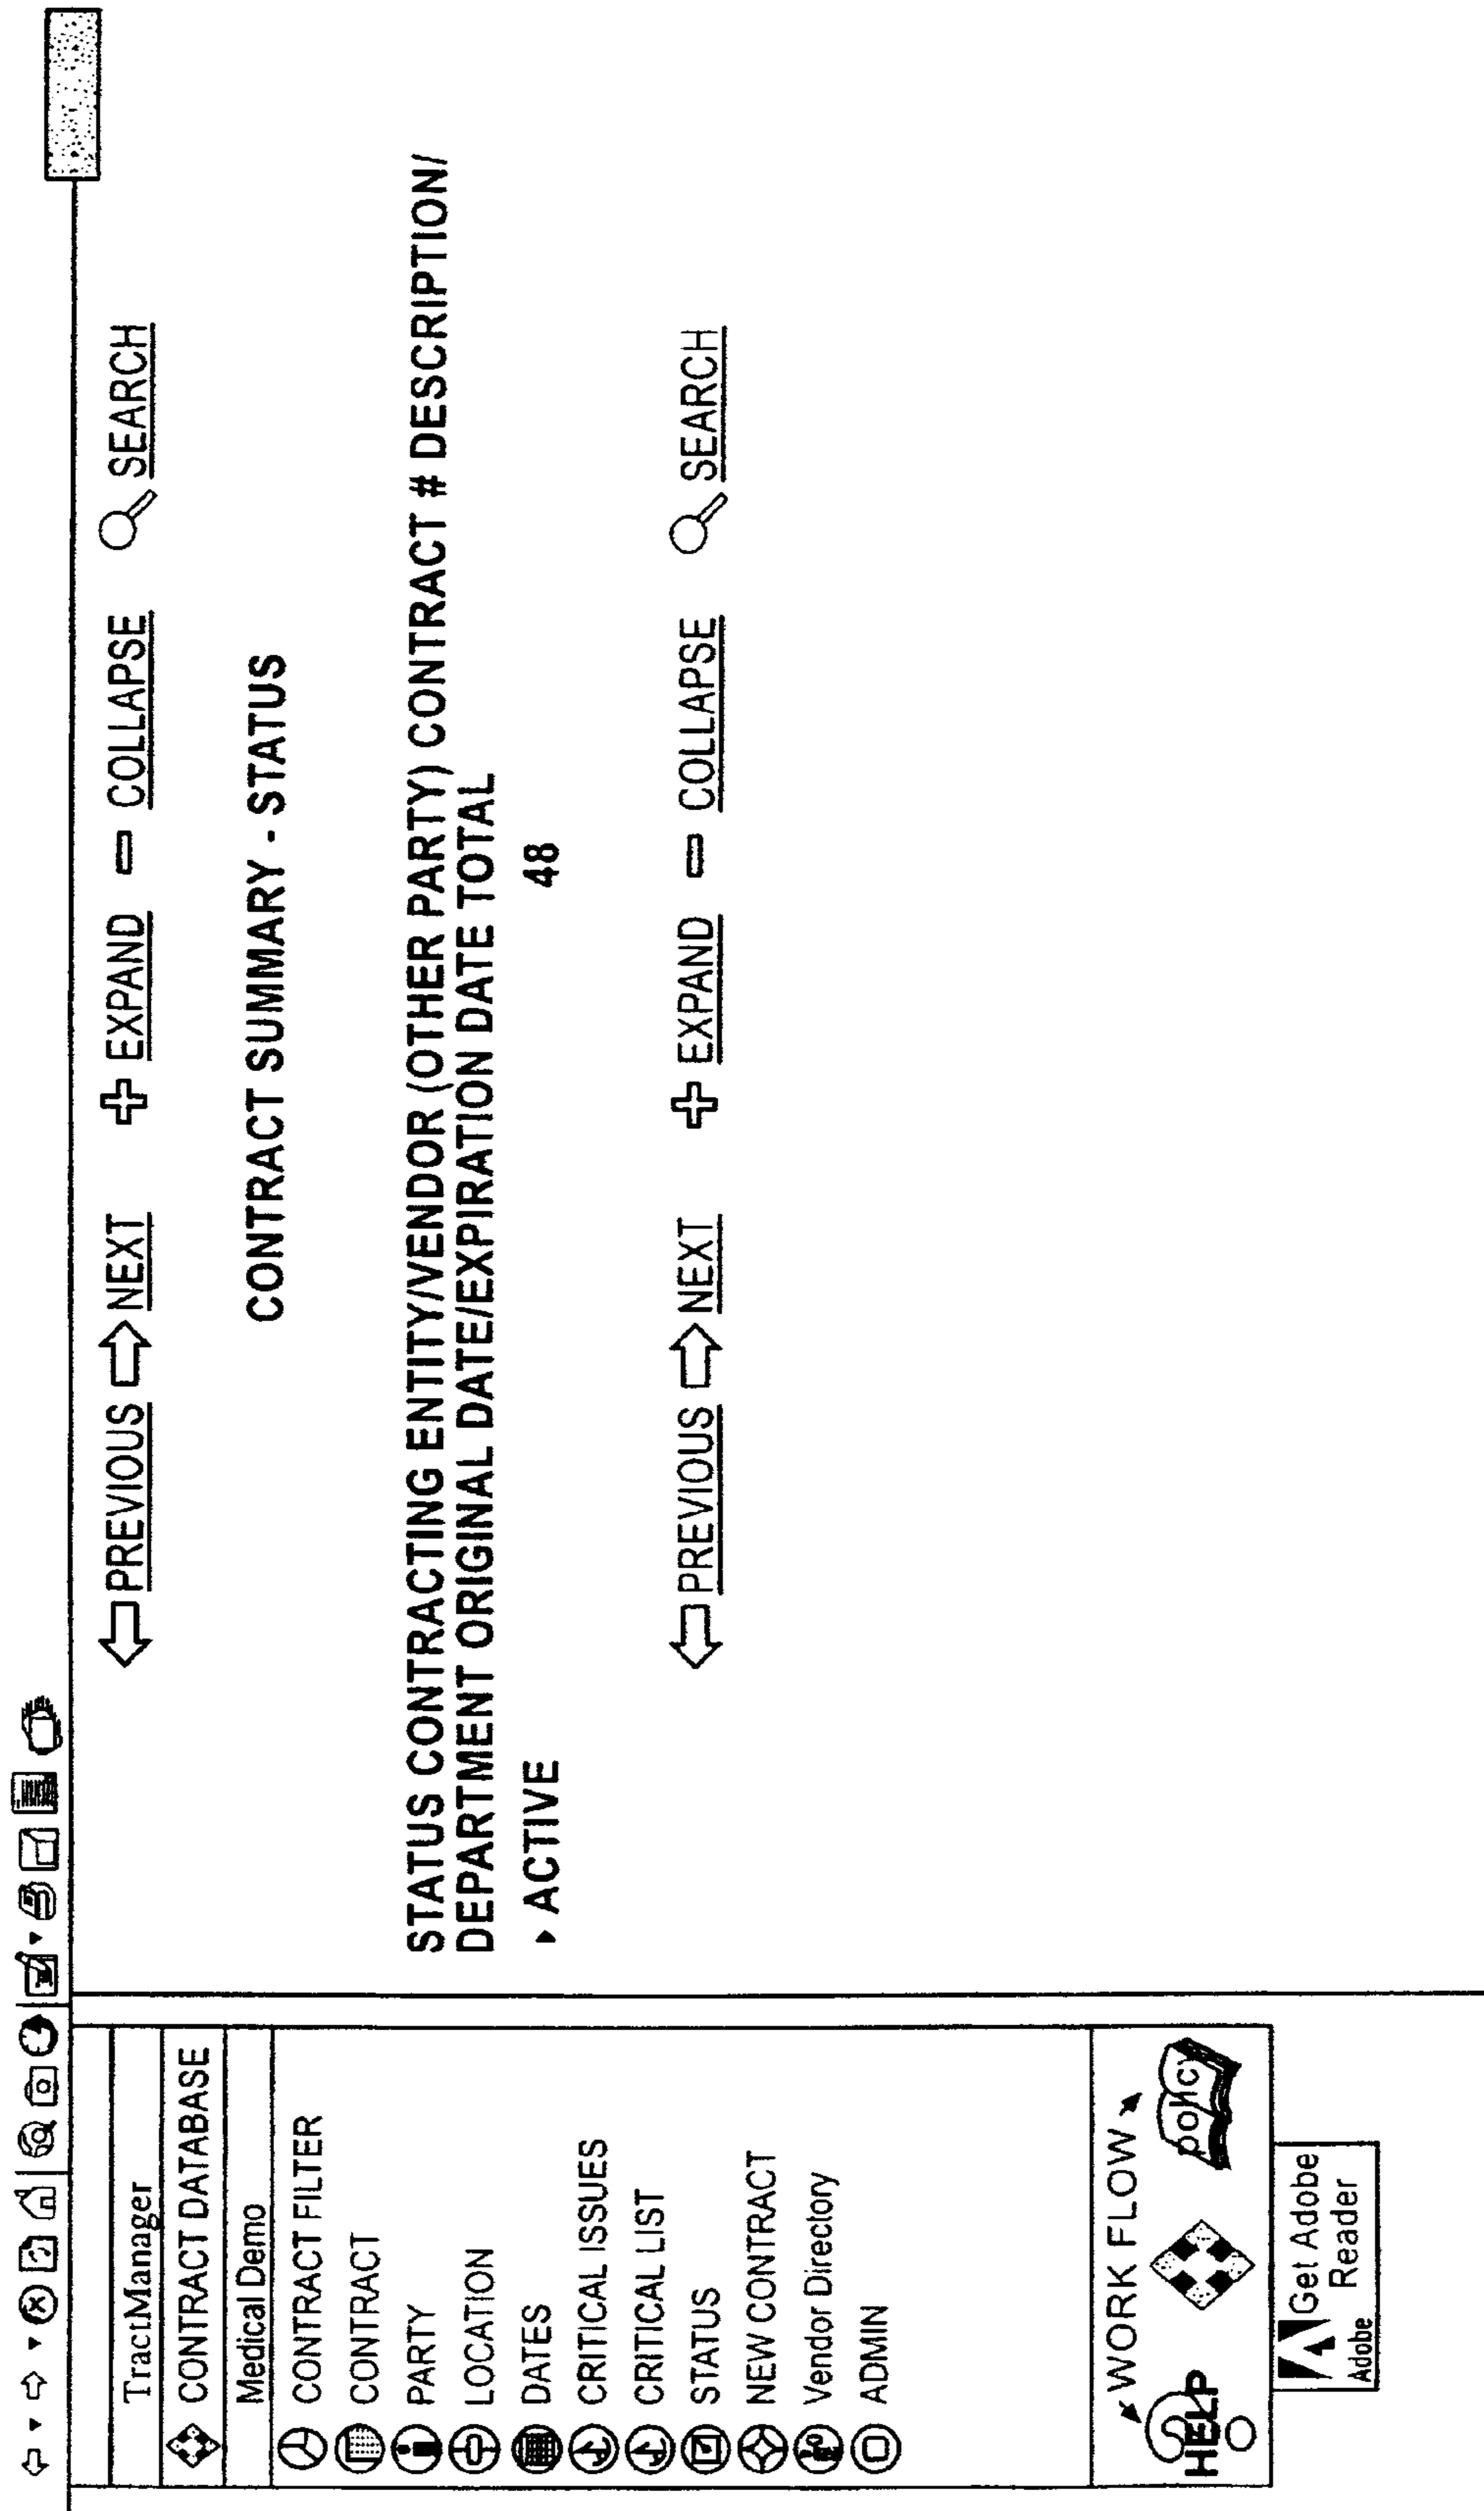 TractManager
CONTRACT DATABASE
Medical Demo
CONTRACT FILTER
CONTRACT
PARTY
LOCATION
DATES
CRITICAL ISSUES
CRITICAL LIST
STATUS
NEW CONTRACT
Vendor Directory
ADMIN
WORK FLOW
HELP
policy
Get Adobe
Reader
Adobe
PREVIOUS NEXT EXPAND COLLAPSE SEARCH
CONTRACT SUMMARY - STATUS
STATUS CONTRACTING ENTITY/VENDOR (OTHER PARTY) CONTRACT # DESCRIPTION/
DEPARTMENT ORIGINAL DATE/EXPIRATION DATE TOTAL
ACTIVE 48
PREVIOUS NEXT EXPAND COLLAPSE SEARCH